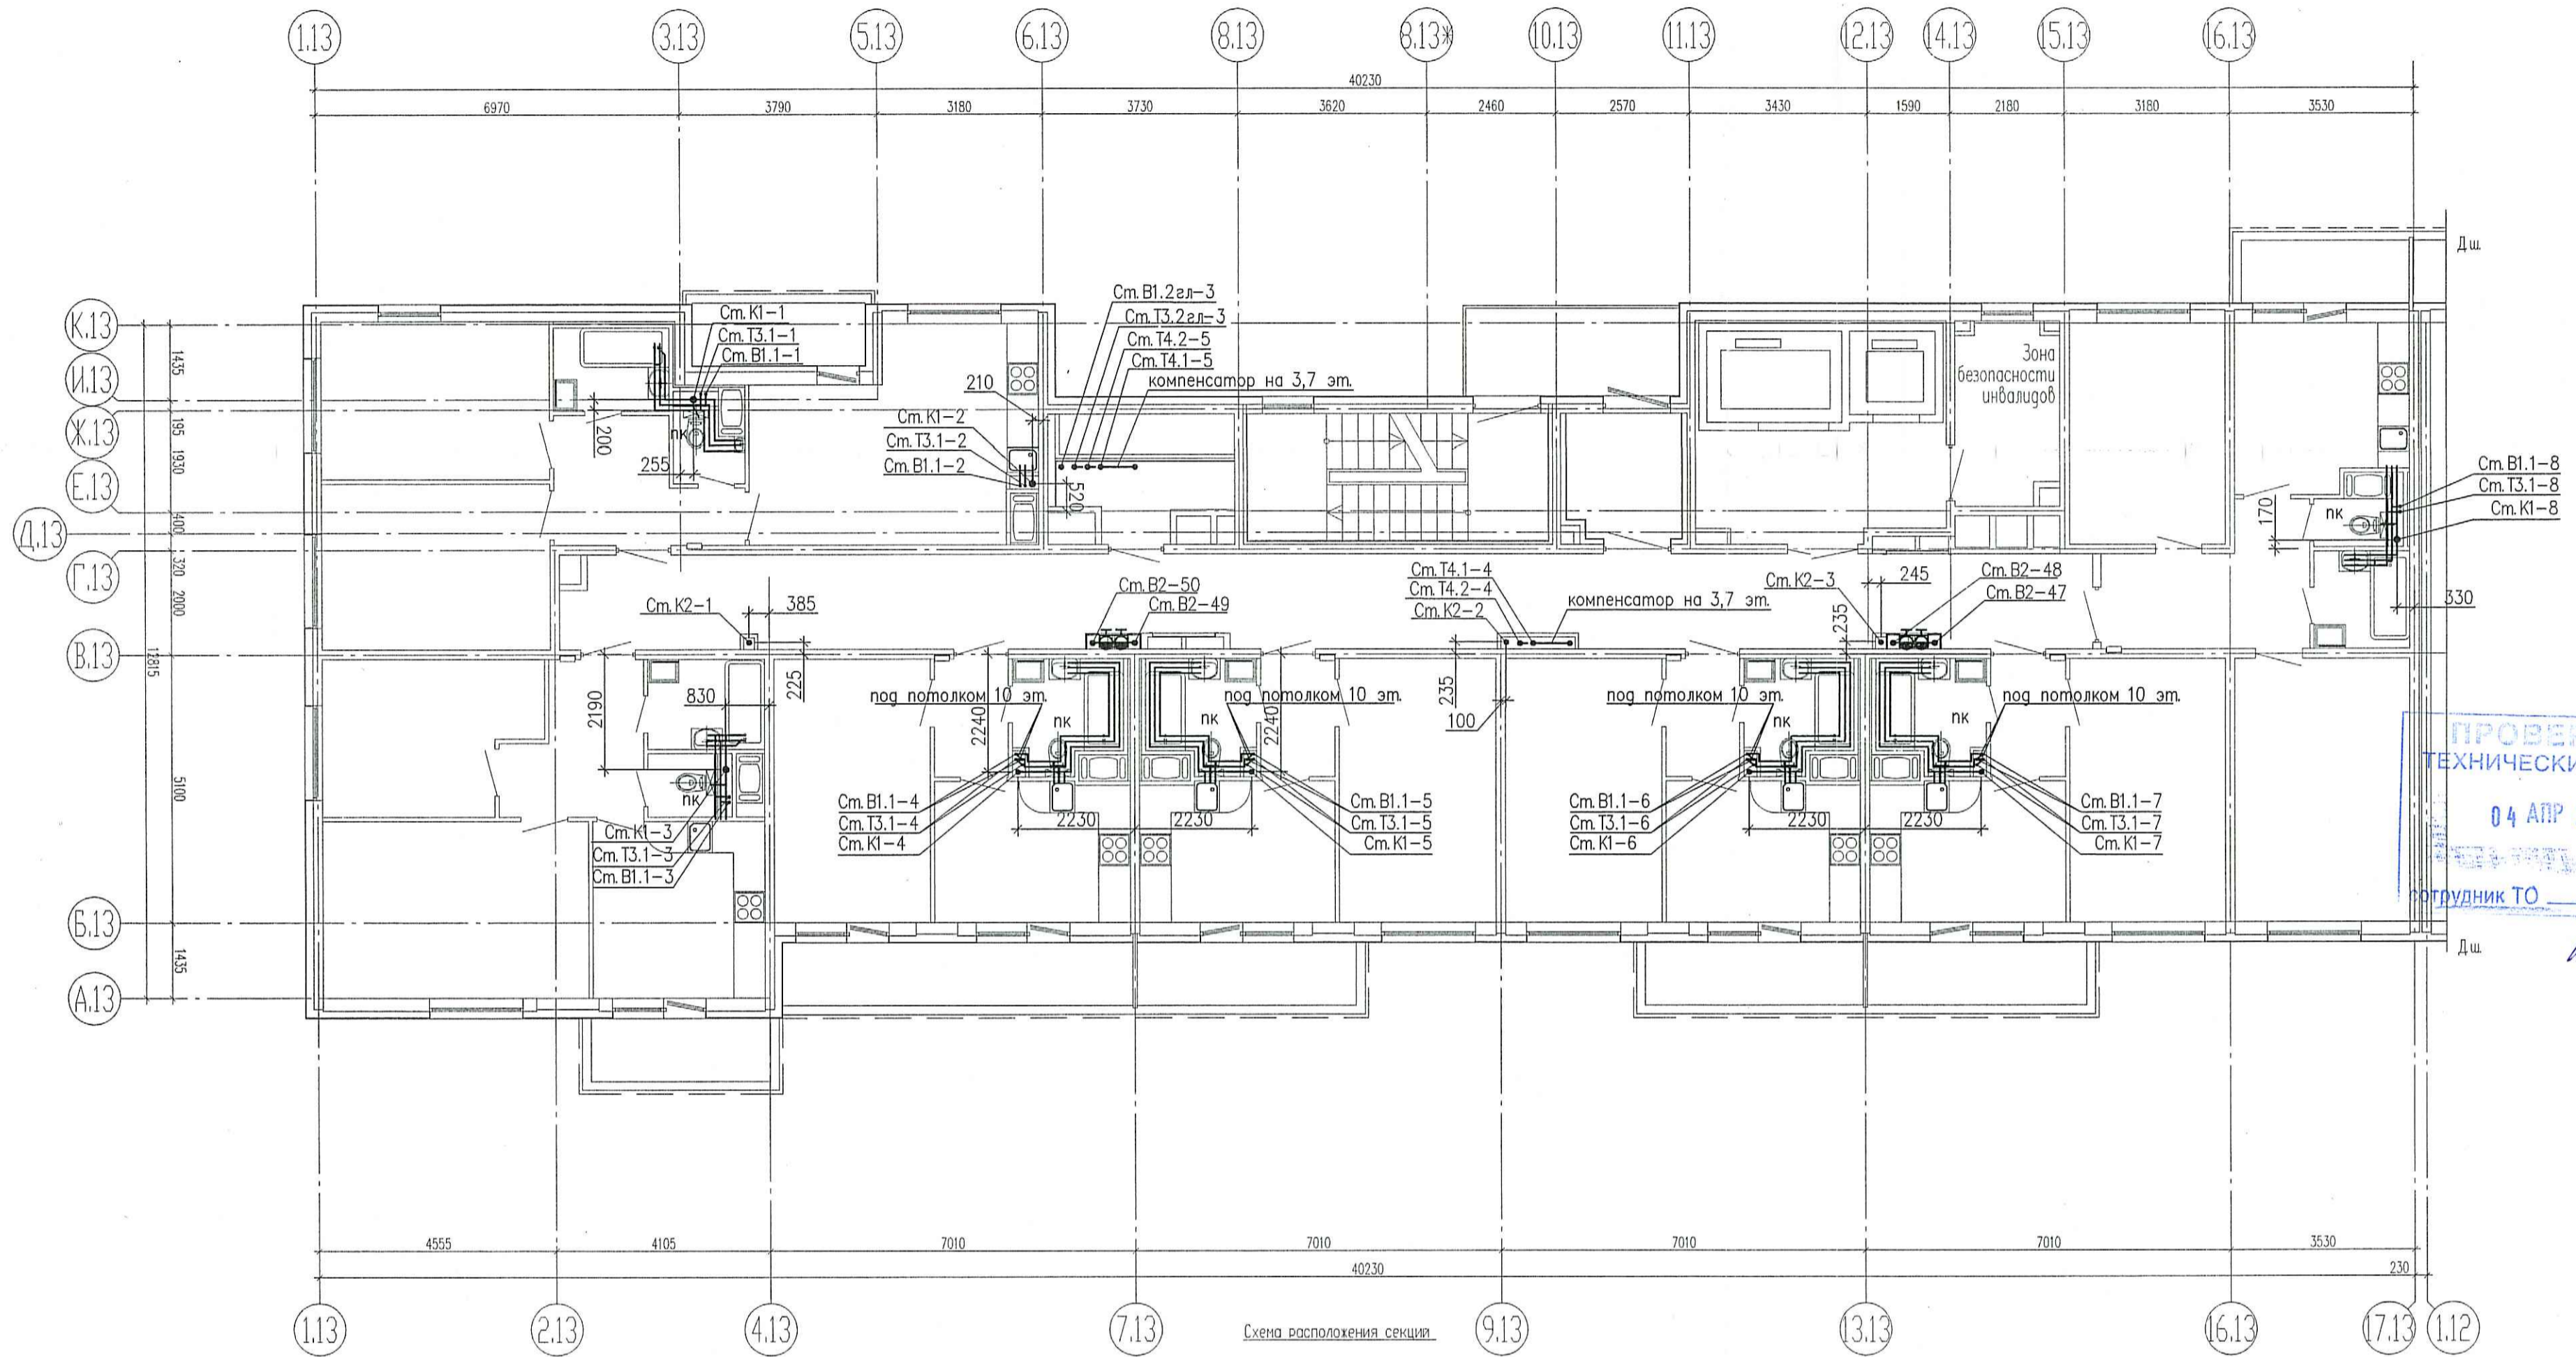 1.13
3.13
5.13
6.13
8.13
8.13ж
10.13
11.13
12.13
14.13
15.13
16.13
40230
6970
3790
3180
3730
3620
2460
2570
3430
1590
2180
3180
3530
Д.ш.
К.13
И.13
Ж.13
Е.13
Д.13
Г.13
В.13
Б.13
А.13
1435
195
1930
400
320
2000
5100
1435
12815
Ст. К1-1
Ст. Т3.1-1
Ст. В1.1-1
пк
200
255
Ст. В1.2гл-3
Ст. Т3.2гл-3
Ст. Т4.2-5
Ст. Т4.1-5
компенсатор на 3,7 эт.
210
Ст. К1-2
Ст. Т3.1-2
Ст. В1.1-2
520
Зона
безопасности
инвалидов
Ст. В1.1-8
Ст. Т3.1-8
Ст. К1-8
170
пк
330
Ст. К2-1
385
225
Ст. В2-50
Ст. В2-49
Ст. Т4.1-4
Ст. Т4.2-4
Ст. К2-2
компенсатор на 3,7 эт.
235
100
Ст. К2-3
245
235
Ст. В2-48
Ст. В2-47
2190
830
пк
Ст. К1-3
Ст. Т3.1-3
Ст. В1.1-3
под потолком 10 эт.
2240
пк
Ст. В1.1-4
Ст. Т3.1-4
Ст. К1-4
2230
под потолком 10 эт.
2240
пк
Ст. В1.1-5
Ст. Т3.1-5
Ст. К1-5
2230
под потолком 10 эт.
пк
Ст. В1.1-6
Ст. Т3.1-6
Ст. К1-6
2230
под потолком 10 эт.
пк
Ст. В1.1-7
Ст. Т3.1-7
Ст. К1-7
2230
ТЕХНИЧЕСКИ
04 АПР
сотрудник ТО
Д.ш.
4555
4105
7010
7010
7010
7010
3530
40230
230
1.13
2.13
4.13
7.13
9.13
13.13
16.13
17.13
1.12
Схема расположения секций